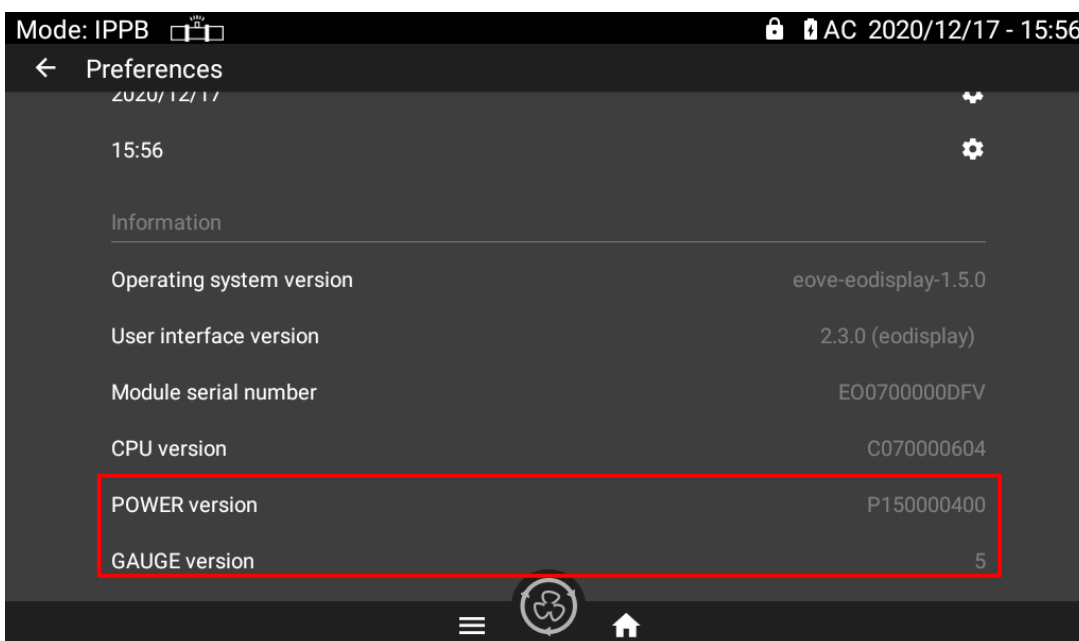 Mode: IPPB AC 2020/12/17 - 15:56
Preferences
2020/12/17
15:56
Information
Operating system version eove-eodisplay-1.5.0
User interface version 2.3.0 (eodisplay)
Module serial number EO0700000DFV
CPU version C070000604
POWER version P150000400
GAUGE version 5